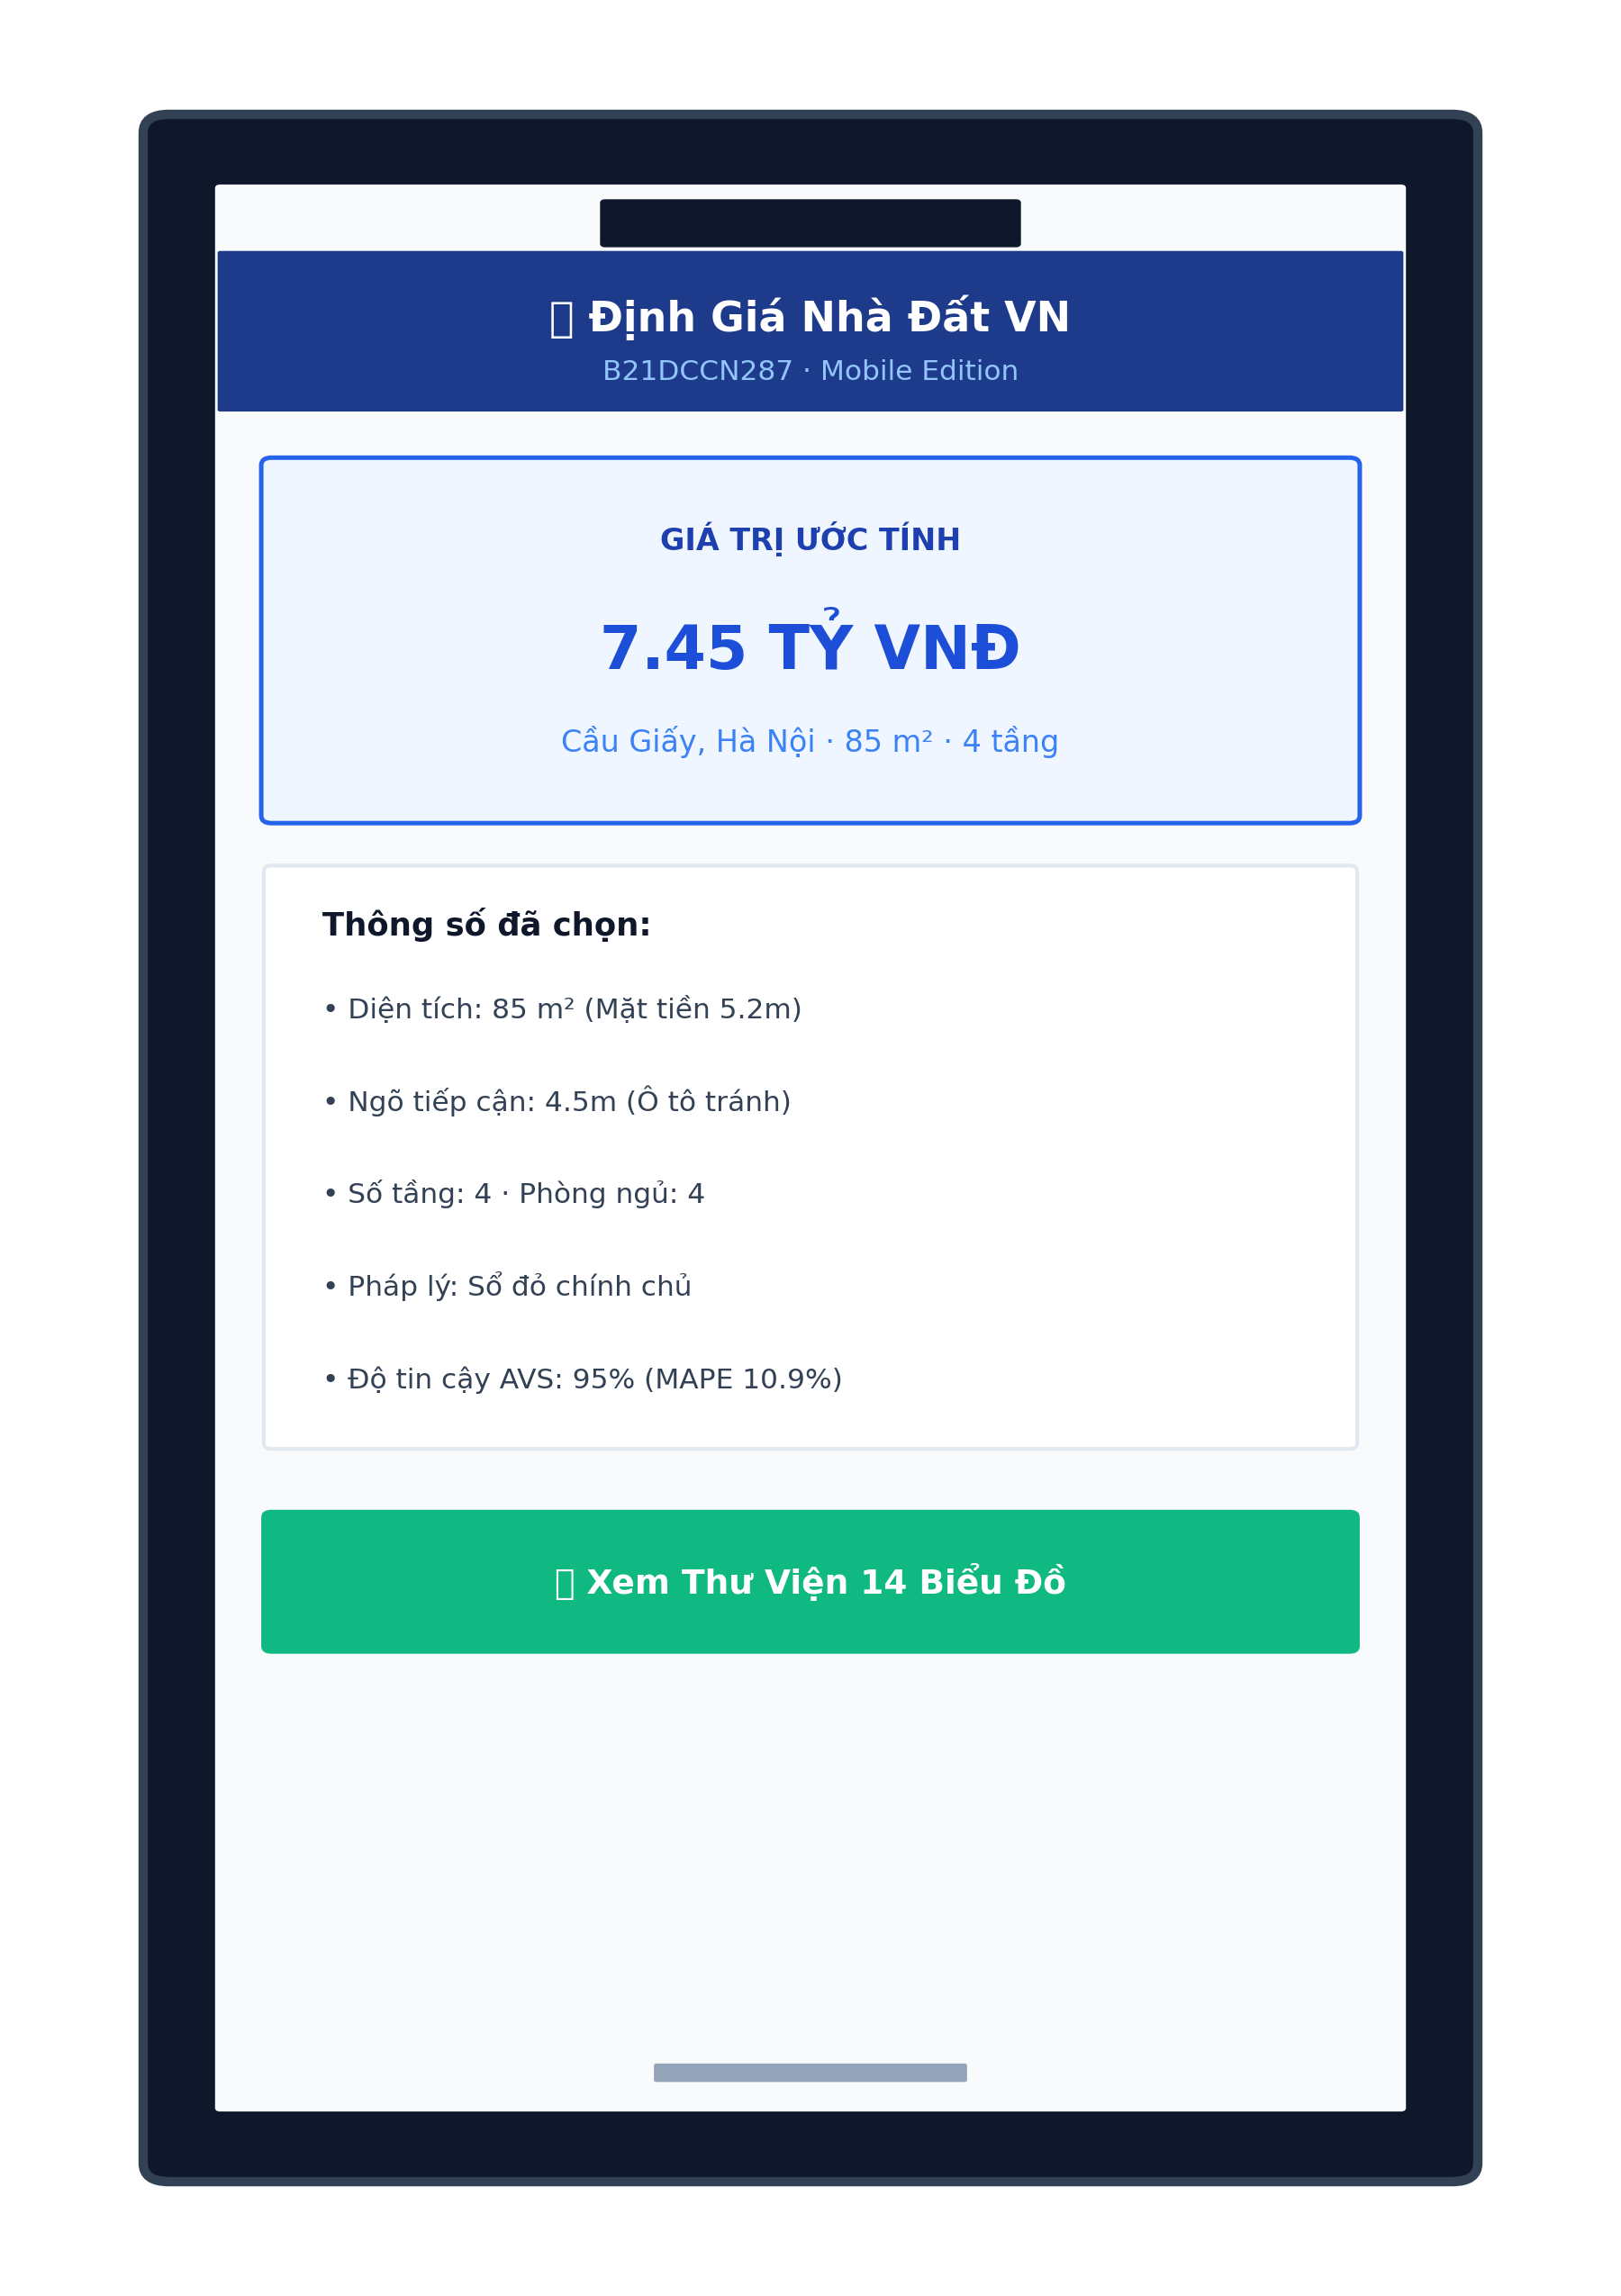 Định Giá Nhà Đất VN
B21DCCN287 · Mobile Edition
GIÁ TRỊ ƯỚC TÍNH
7.45 TỶ VNĐ
Cầu Giấy, Hà Nội · 85 m² · 4 tầng
Thông số đã chọn:
• Diện tích: 85 m² (Mặt tiền 5.2m)
• Ngõ tiếp cận: 4.5m (Ô tô tránh)
• Số tầng: 4 · Phòng ngủ: 4
• Pháp lý: Sổ đỏ chính chủ
• Độ tin cậy AVS: 95% (MAPE 10.9%)
Xem Thư Viện 14 Biểu Đồ